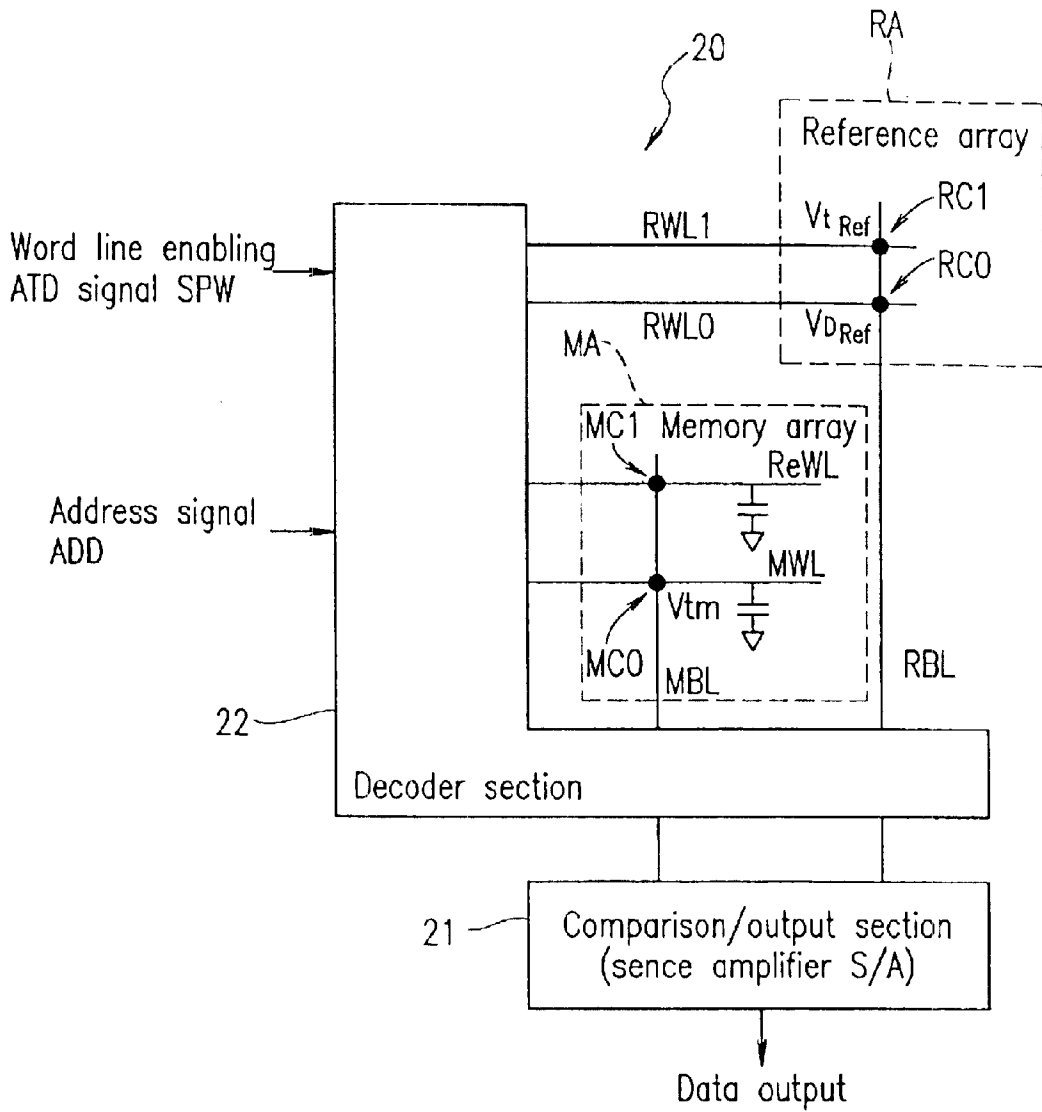 RA
20
Reference array
RC1
Vt Ref
RWL1
Word line enabling
ATD signal SPW
RC0
RWL0
VD Ref
MA
MC1 Memory array
ReWL
Address signal
ADD
MWL
Vtm
MC0
MBL
RBL
22
Decoder section
21
Comparison/output section
(sence amplifier S/A)
Data output